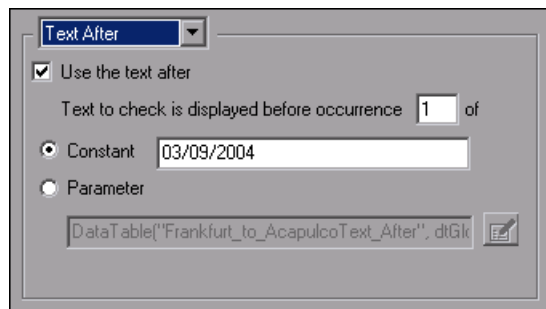 Text After
Use the text after
Text to check is displayed before occurrence 1 of
Constant 03/09/2004
Parameter
DataTable("Frankfurt_to_AcapulcoText_After", dtGl